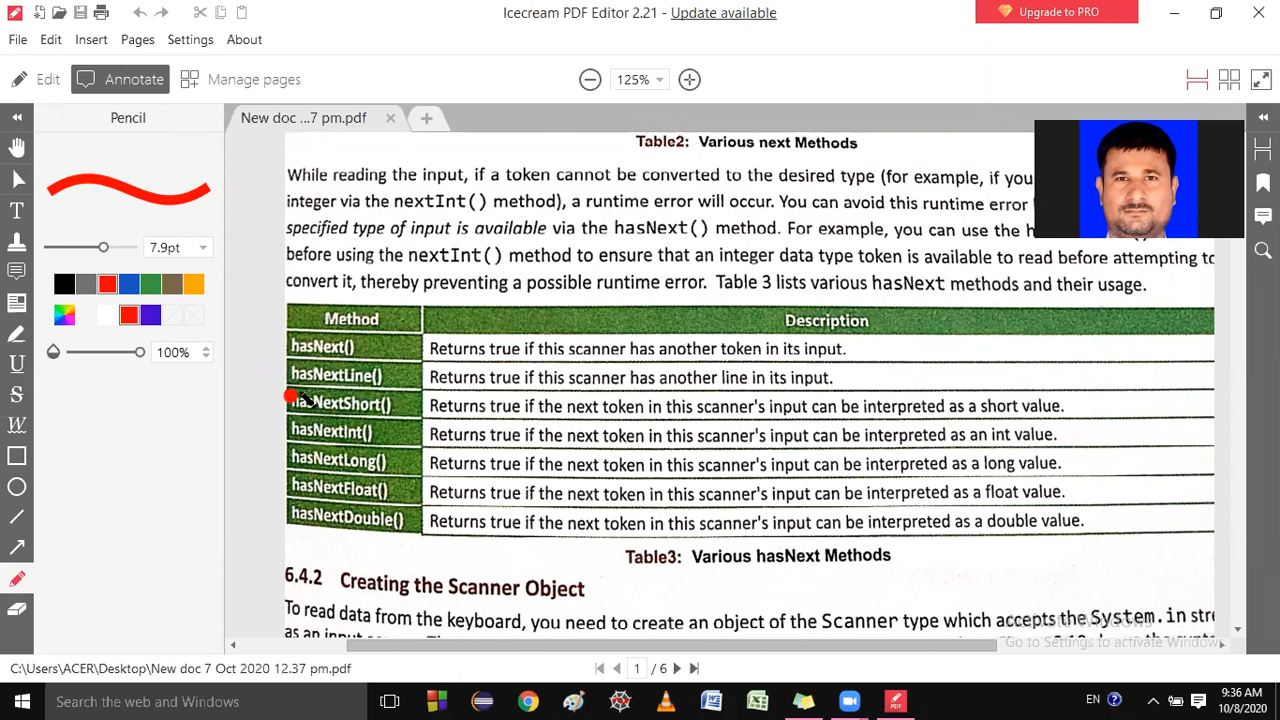 Icecream PDF Editor 2.21 - Update available
Upgrade to PRO
File Edit Insert Pages Settings About
Edit Annotate Manage pages
125%
Pencil
New doc ...7 pm.pdf
7.9pt
100%
Table2: Various next Methods
While reading the input, if a token cannot be converted to the desired type (for example, if you
integer via the nextInt() method), a runtime error will occur. You can avoid this runtime error
specified type of input is available via the hasNext() method. For example, you can use the
before using the nextInt() method to ensure that an integer data type token is available to read before attempting to
convert it, thereby preventing a possible runtime error. Table 3 lists various hasNext methods and their usage.
Method Description
hasNext() Returns true if this scanner has another token in its input.
hasNextLine() Returns true if this scanner has another line in its input.
hasNextShort() Returns true if the next token in this scanner's input can be interpreted as a short value.
hasNextInt() Returns true if the next token in this scanner's input can be interpreted as an int value.
hasNextLong() Returns true if the next token in this scanner's input can be interpreted as a long value.
hasNextFloat() Returns true if the next token in this scanner's input can be interpreted as a float value.
hasNextDouble() Returns true if the next token in this scanner's input can be interpreted as a double value.
Table3: Various hasNext Methods
6.4.2 Creating the Scanner Object
To read data from the keyboard, you need to create an object of the Scanner type which accepts the System.in
Activate Windows
Go to Settings to activate Windows.
C:\Users\ACER\Desktop\New doc 7 Oct 2020 12.37 pm.pdf
1 / 6
Search the web and Windows
EN
9:36 AM
10/8/2020